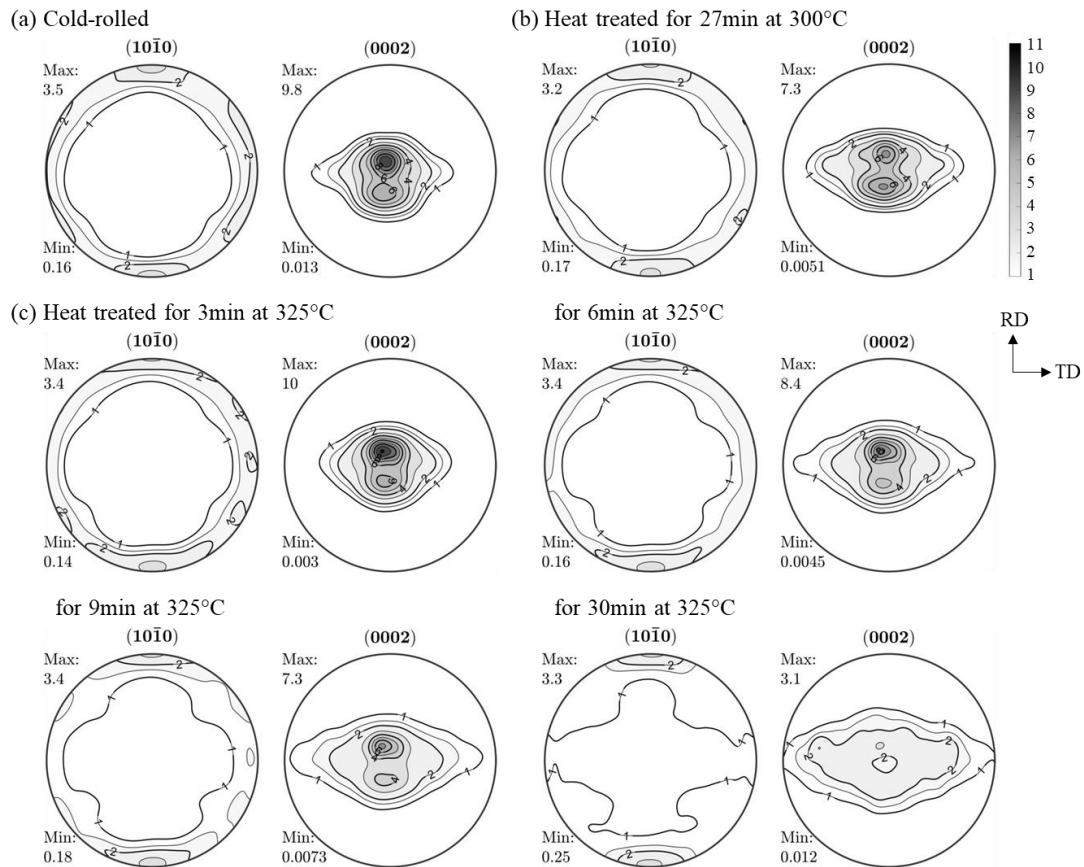 (a) Cold-rolled
(b) Heat treated for 27min at 300°C
(101̄0)
(0002)
(101̄0)
(0002)
Max:
3.5
Max:
9.8
Max:
3.2
Max:
7.3
Min:
0.16
Min:
0.013
Min:
0.17
Min:
0.0051
11
10
9
8
7
6
5
4
3
2
1
(c) Heat treated for 3min at 325°C
for 6min at 325°C
RD
TD
(101̄0)
(0002)
(101̄0)
(0002)
Max:
3.4
Max:
10
Max:
3.4
Max:
8.4
Min:
0.14
Min:
0.003
Min:
0.16
Min:
0.0045
for 9min at 325°C
for 30min at 325°C
(101̄0)
(0002)
(101̄0)
(0002)
Max:
3.4
Max:
7.3
Max:
3.3
Max:
3.1
Min:
0.18
Min:
0.0073
Min:
0.25
Min:
0.012